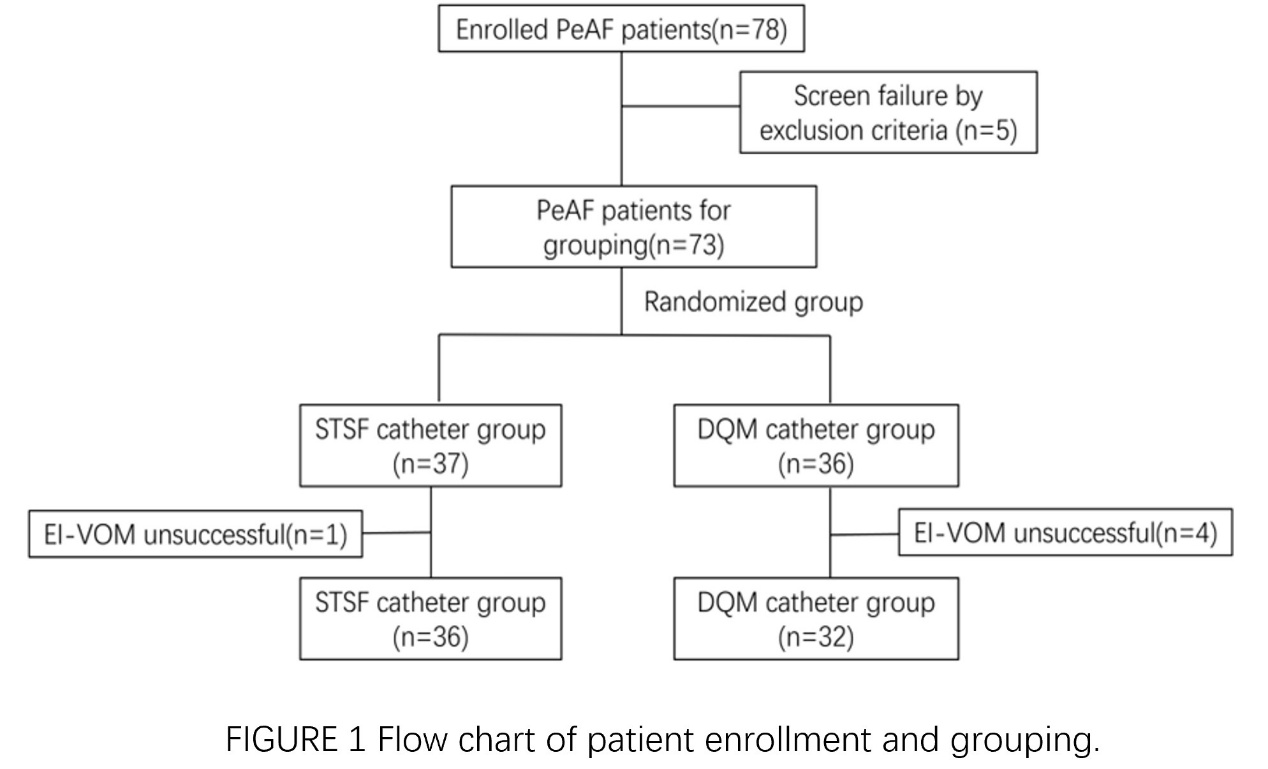 Enrolled PeAF patients(n=78)
Screen failure by
exclusion criteria (n=5)
PeAF patients for
grouping(n=73)
Randomized group
STSF catheter group
(n=37)
DQM catheter group
(n=36)
EI-VOM unsuccessful(n=1)
EI-VOM unsuccessful(n=4)
STSF catheter group
(n=36)
DQM catheter group
(n=32)
FIGURE 1 Flow chart of patient enrollment and grouping.